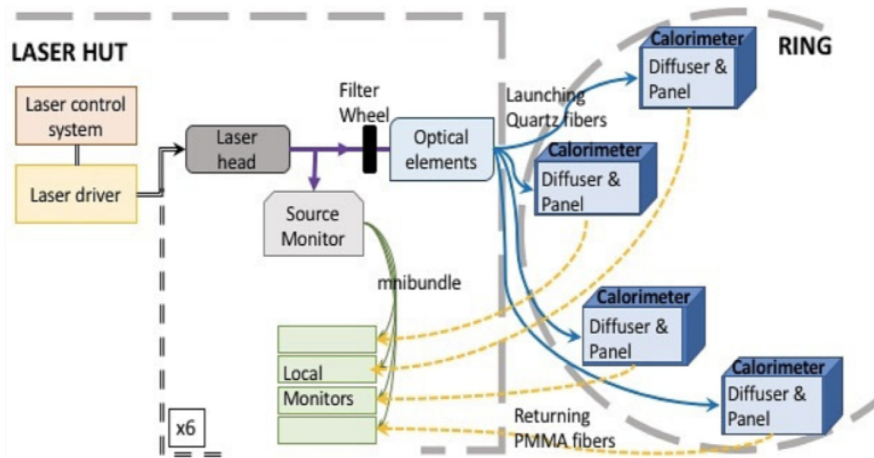 LASER HUT
RING
Laser control
system
Laser driver
Laser
head
Filter
Wheel
Optical
elements
Source
Monitor
mnibundle
Local
Monitors
x6
Launching
Quartz fibers
Returning
PMMA fibers
Calorimeter
Diffuser &
Panel
Calorimeter
Diffuser &
Panel
Calorimeter
Diffuser &
Panel
Calorimeter
Diffuser &
Panel